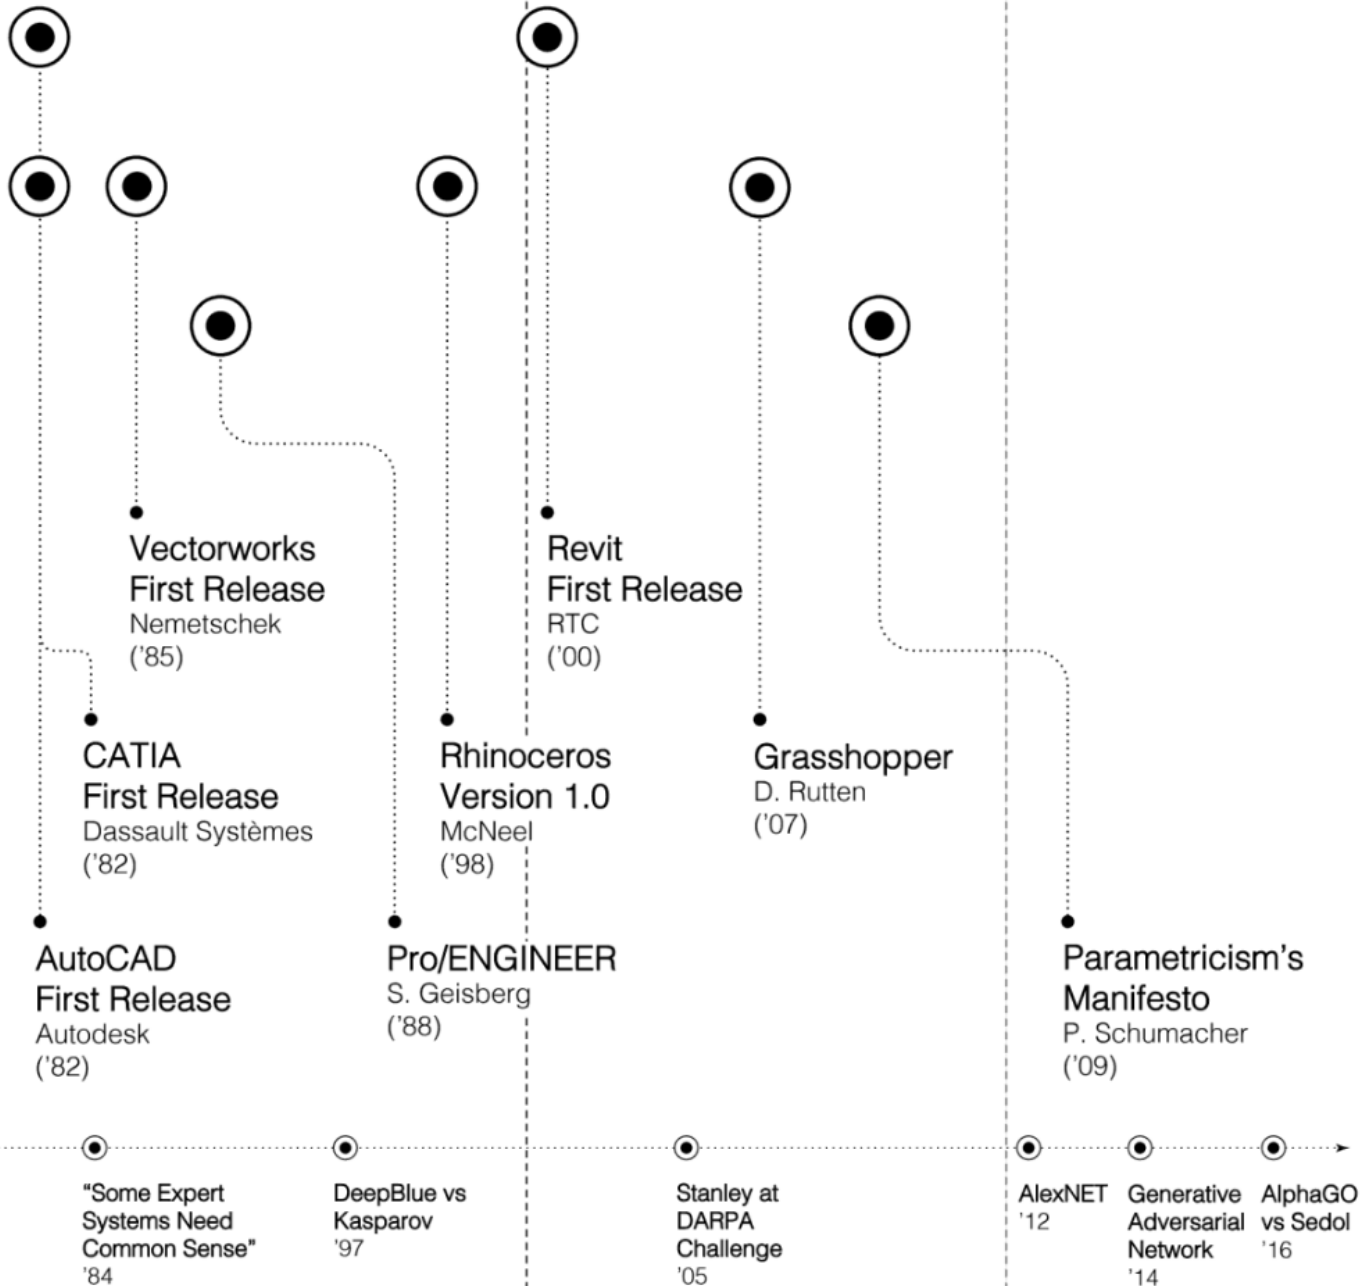 Vectorworks
First Release
Nemetschek
('85)
Revit
First Release
RTC
('00)
CATIA
First Release
Dassault Systèmes
('82)
Rhinoceros
Version 1.0
McNeel
('98)
Grasshopper
D. Rutten
('07)
AutoCAD
First Release
Autodesk
('82)
Pro/ENGINEER
S. Geisberg
('88)
Parametricism's
Manifesto
P. Schumacher
('09)
“Some Expert
Systems Need
Common Sense”
'84
DeepBlue vs
Kasparov
'97
Stanley at
DARPA
Challenge
'05
AlexNET
'12
Generative
Adversarial
Network
'14
AlphaGO
vs Sedol
'16